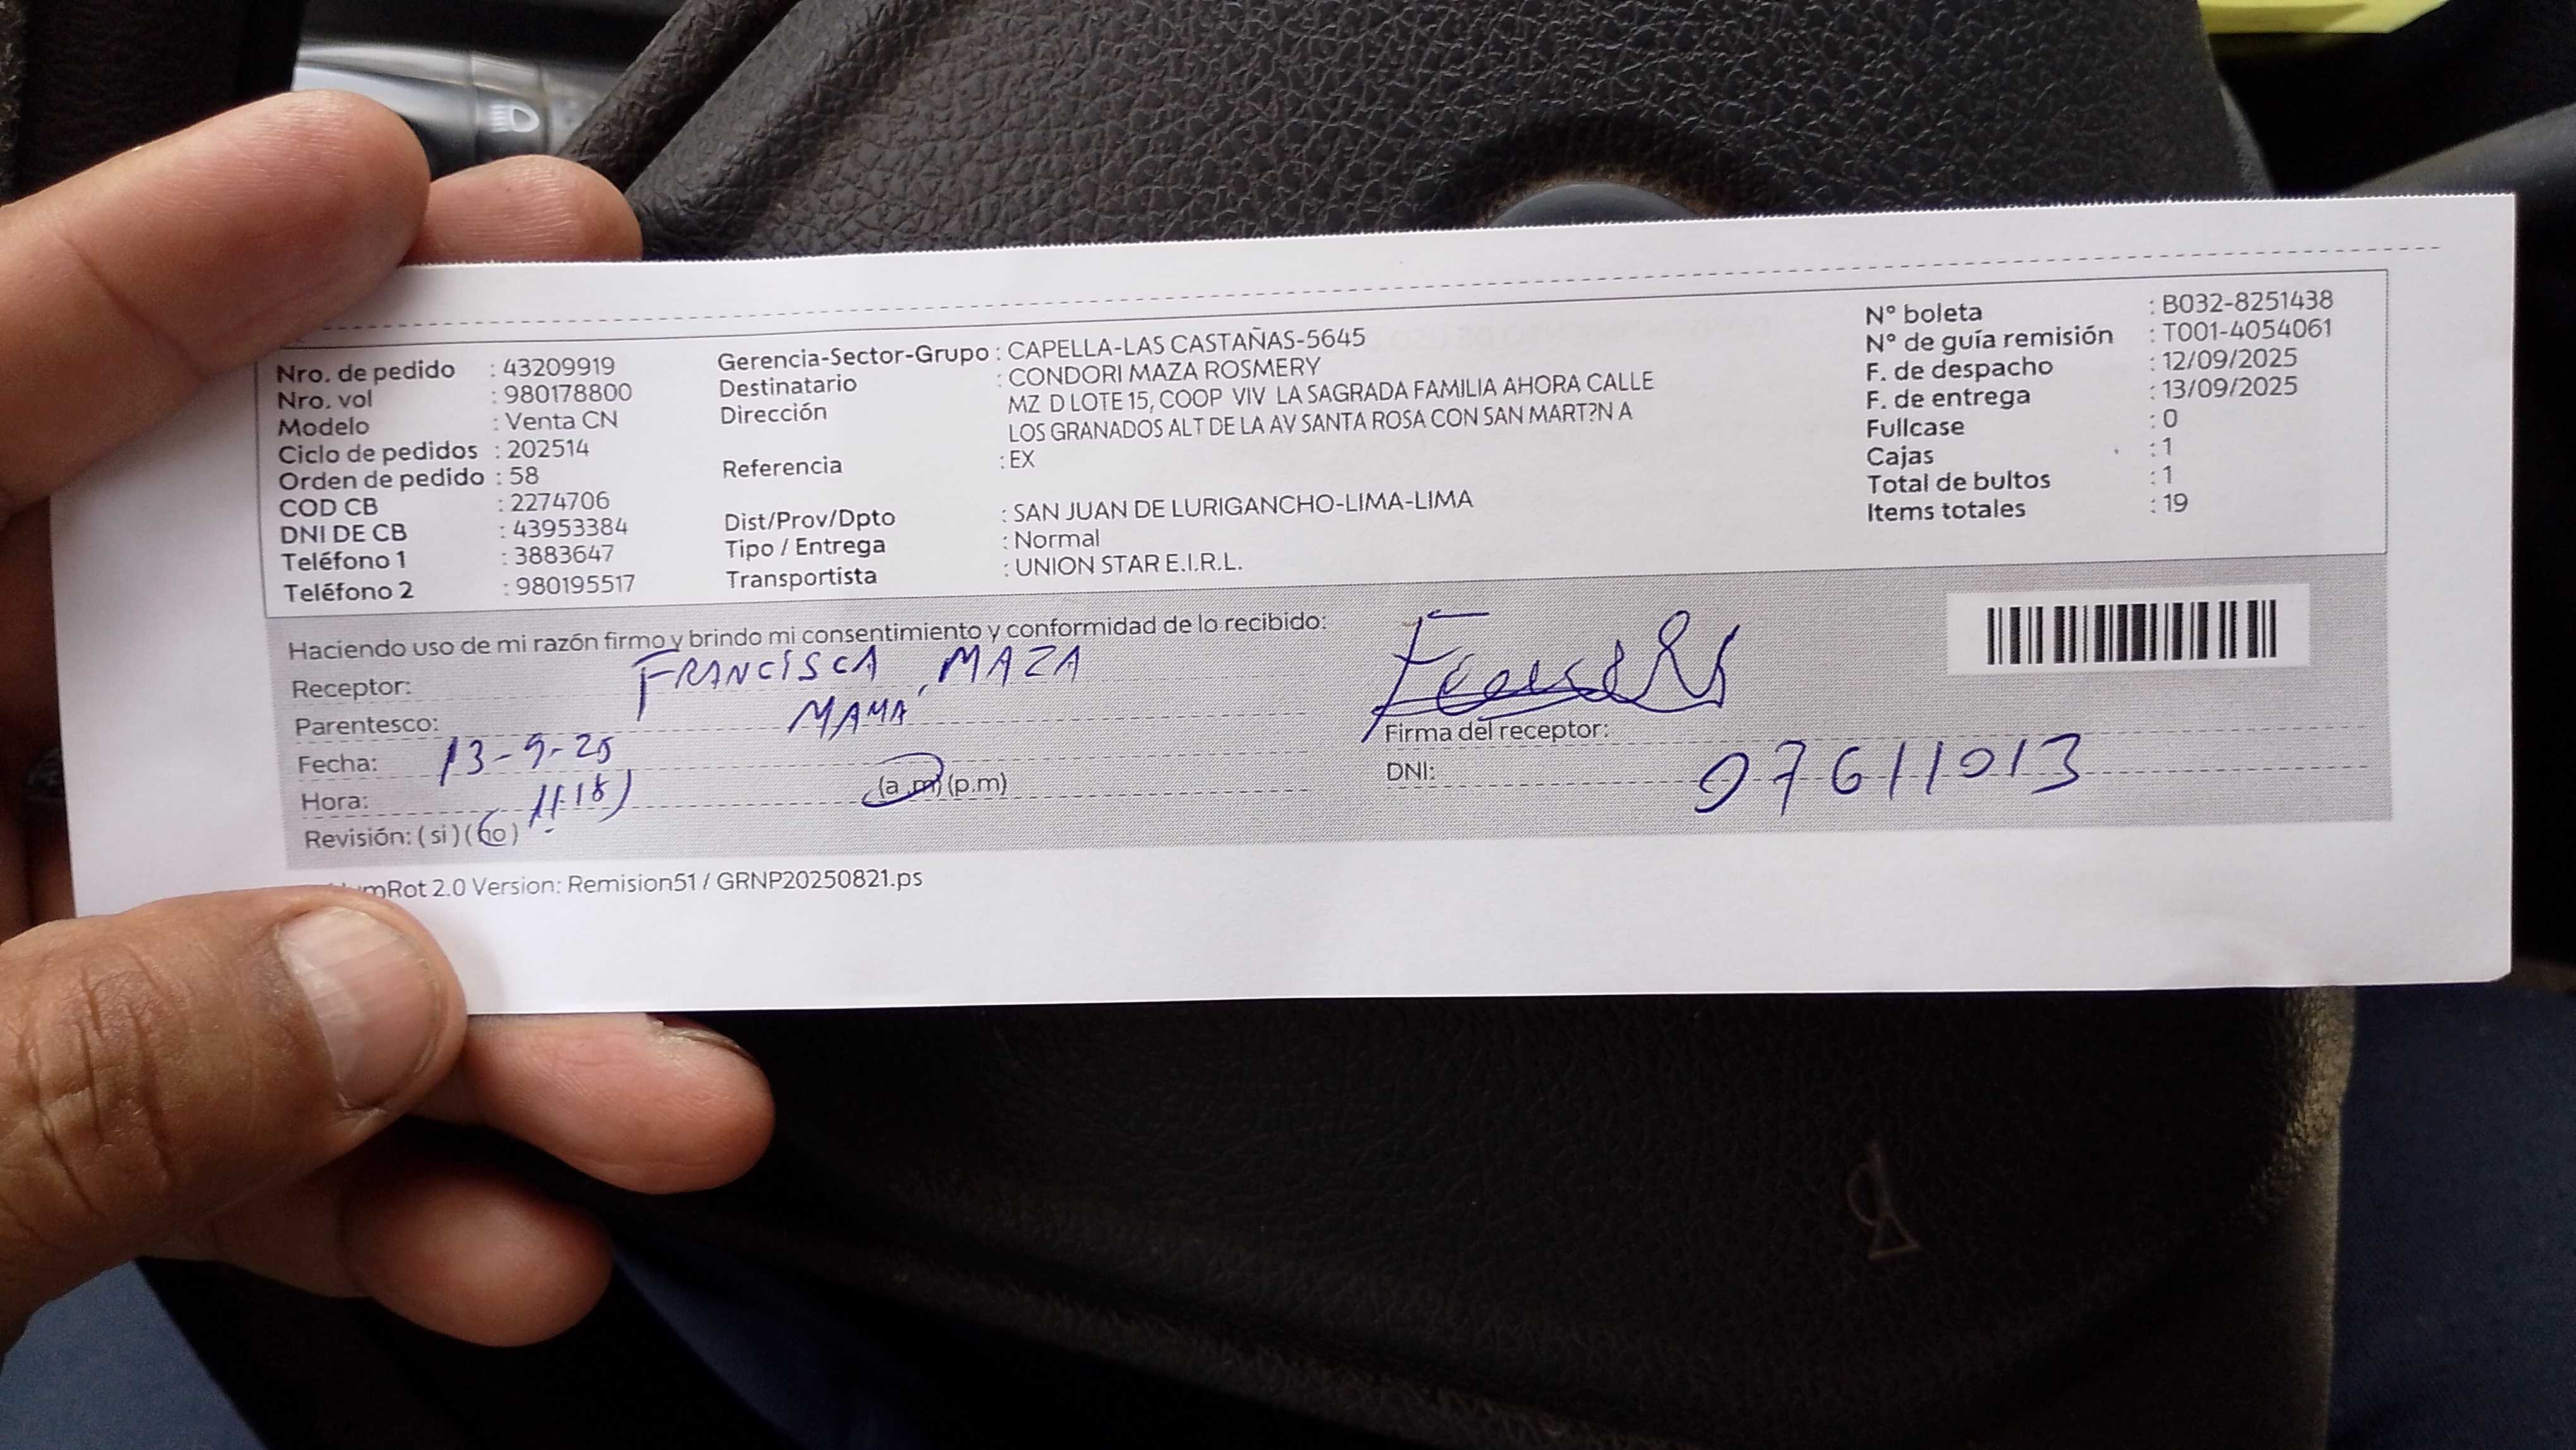 Nro. de pedido : 43209919
Nro. vol : 980178800
Modelo : Venta CN
Ciclo de pedidos : 202514
Orden de pedido : 58
COD CB : 2274706
DNI DE CB : 43953384
Teléfono 1 : 3883647
Teléfono 2 : 980195517
Gerencia-Sector-Grupo : CAPELLA-LAS CASTAÑAS-5645
Destinatario : CONDORI MAZA ROSMERY
Dirección MZ D LOTE 15, COOP VIV LA SAGRADA FAMILIA AHORA CALLE
LOS GRANADOS ALT DE LA AV SANTA ROSA CON SAN MART?N A
Referencia : EX
Dist/Prov/Dpto : SAN JUAN DE LURIGANCHO-LIMA-LIMA
Tipo / Entrega : Normal
Transportista : UNION STAR E.I.R.L.
N° boleta : B032-8251438
N° de guía remisión : T001-4054061
F. de despacho : 12/09/2025
F. de entrega : 13/09/2025
Fullcase : 0
Cajas : 1
Total de bultos : 1
Items totales : 19
Haciendo uso de mi razón firmo y brindo mi consentimiento y conformidad de lo recibido:
Receptor: FRANCISCA MAZA
Parentesco: MAMA
Fecha: 13-9-25
Hora: 11:18 (a.m) (p.m)
Revisión: (si) (no)
Firma del receptor:
DNI: 07611013
mRot 2.0 Version: Remision51 / GRNP20250821.ps